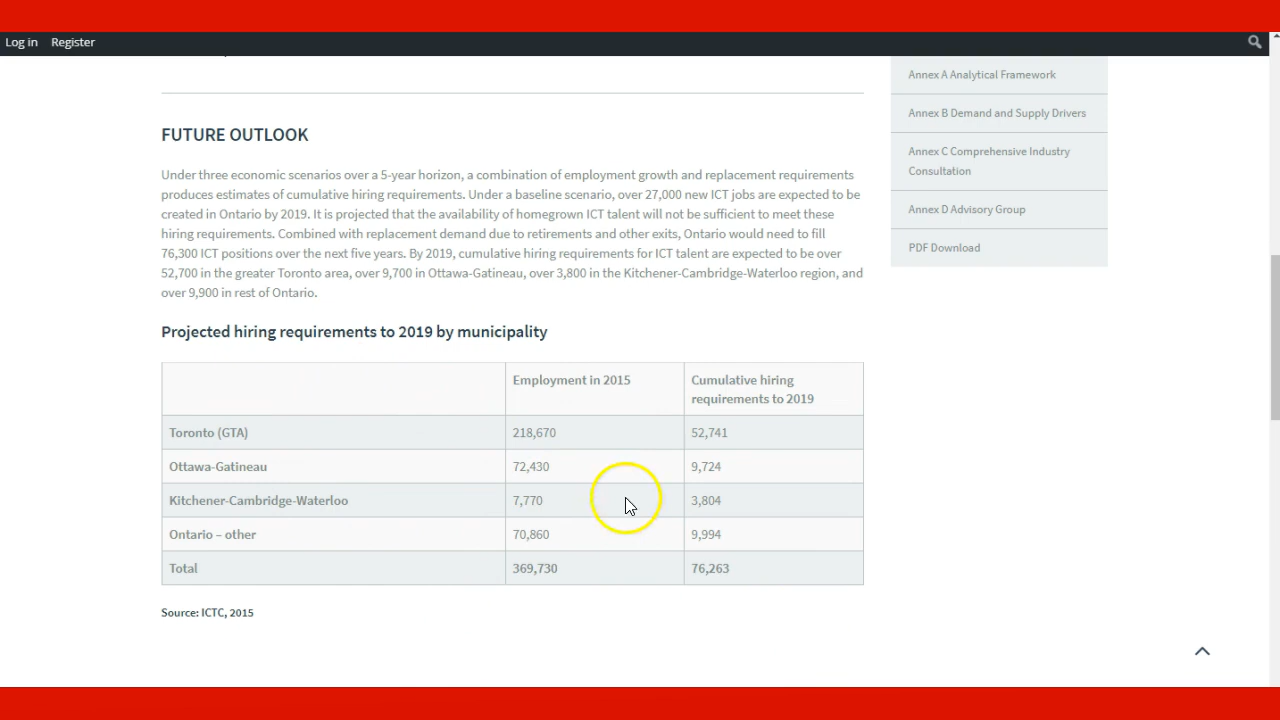 Log in Register
Annex A Analytical Framework
Annex B Demand and Supply Drivers
Annex C Comprehensive Industry
Consultation
Annex D Advisory Group
PDF Download
FUTURE OUTLOOK
Under three economic scenarios over a 5-year horizon, a combination of employment growth and replacement requirements
produces estimates of cumulative hiring requirements. Under a baseline scenario, over 27,000 new ICT jobs are expected to be
created in Ontario by 2019. It is projected that the availability of homegrown ICT talent will not be sufficient to meet these
hiring requirements. Combined with replacement demand due to retirements and other exits, Ontario would need to fill
76,300 ICT positions over the next five years. By 2019, cumulative hiring requirements for ICT talent are expected to be over
52,700 in the greater Toronto area, over 9,700 in Ottawa-Gatineau, over 3,800 in the Kitchener-Cambridge-Waterloo region, and
over 9,900 in rest of Ontario.
Projected hiring requirements to 2019 by municipality
Employment in 2015 Cumulative hiring
requirements to 2019
Toronto (GTA) 218,670 52,741
Ottawa-Gatineau 72,430 9,724
Kitchener-Cambridge-Waterloo 7,770 3,804
Ontario – other 70,860 9,994
Total 369,730 76,263
Source: ICTC, 2015